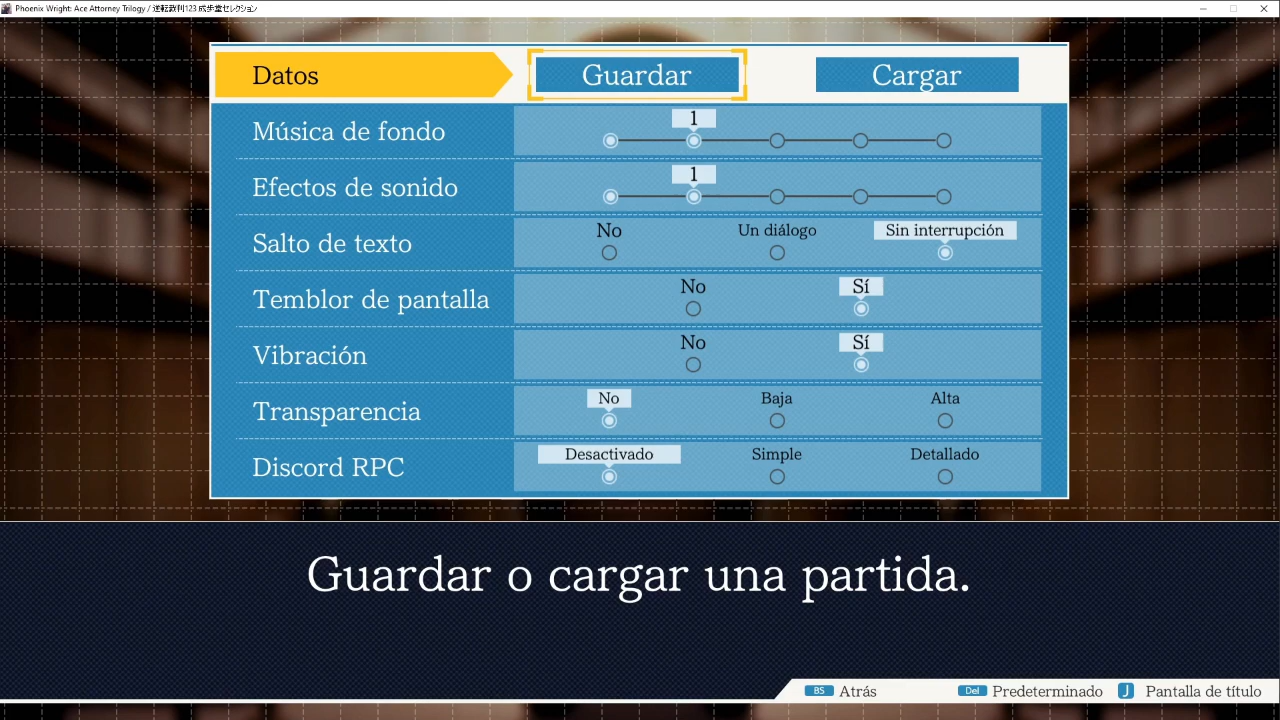 Phoenix Wright: Ace Attorney Trilogy / 逆転裁判123 成歩堂セレクション
Datos Guardar Cargar
Música de fondo 1
Efectos de sonido 1
Salto de texto No Un diálogo Sin interrupción
Temblor de pantalla No Sí
Vibración No Sí
Transparencia No Baja Alta
Discord RPC Desactivado Simple Detallado
Guardar o cargar una partida.
BS Atrás Del Predeterminado J Pantalla de título